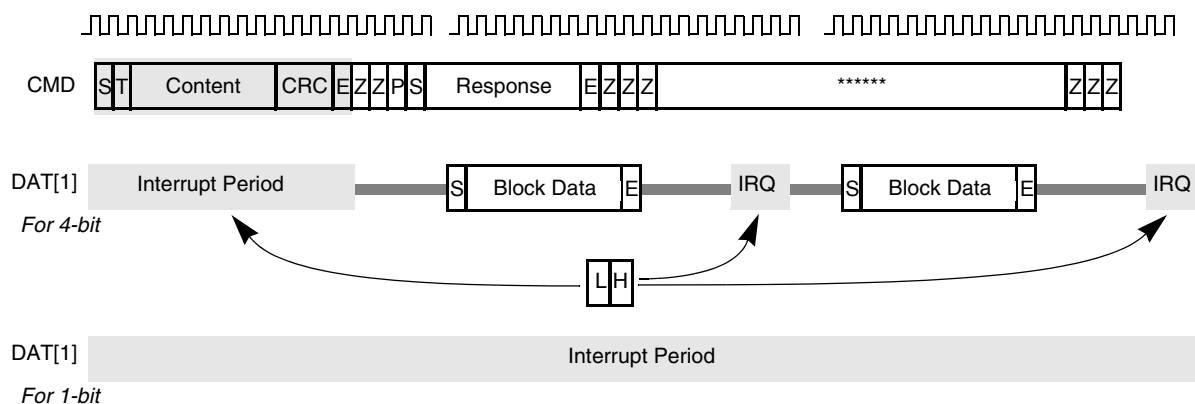 CMD S T Content CRC E Z Z P S Response E Z Z Z ****** Z Z Z
DAT[1] Interrupt Period S Block Data E IRQ S Block Data E IRQ
For 4-bit
L H
DAT[1] Interrupt Period
For 1-bit